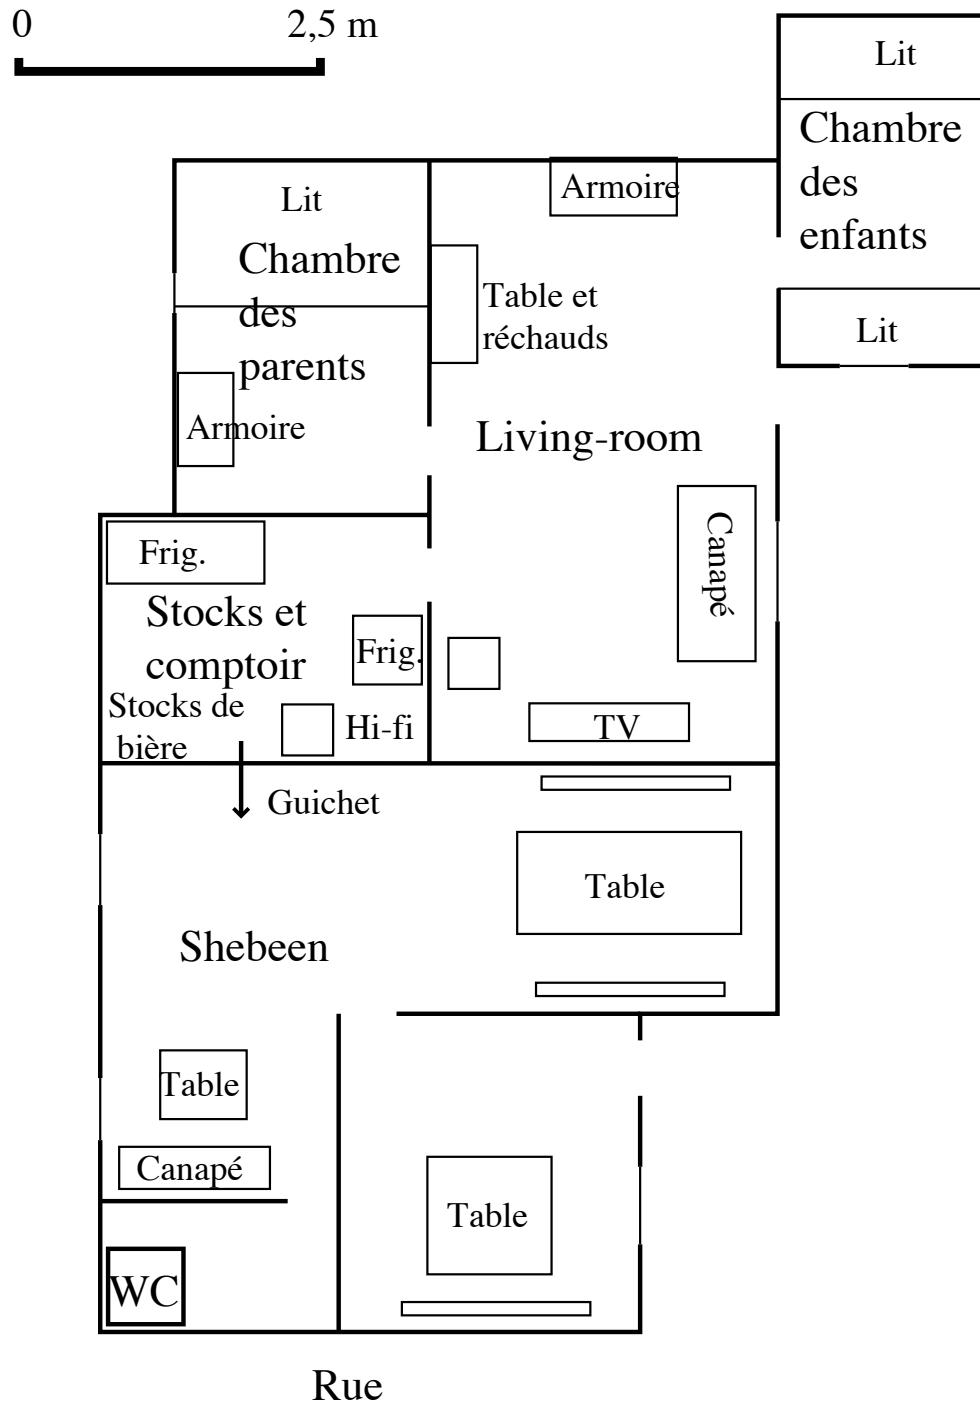 0 2,5 m
Lit
Chambre
des
enfants
Lit
Armoire
Lit
Chambre
des
parents
Armoire
Table et
réchauds
Living-room
Canapé
Frig.
Stocks et
comptoir
Frig.
Stocks de
bière
Hi-fi
TV
Guichet
Table
Shebeen
Table
Canapé
Table
WC
Rue